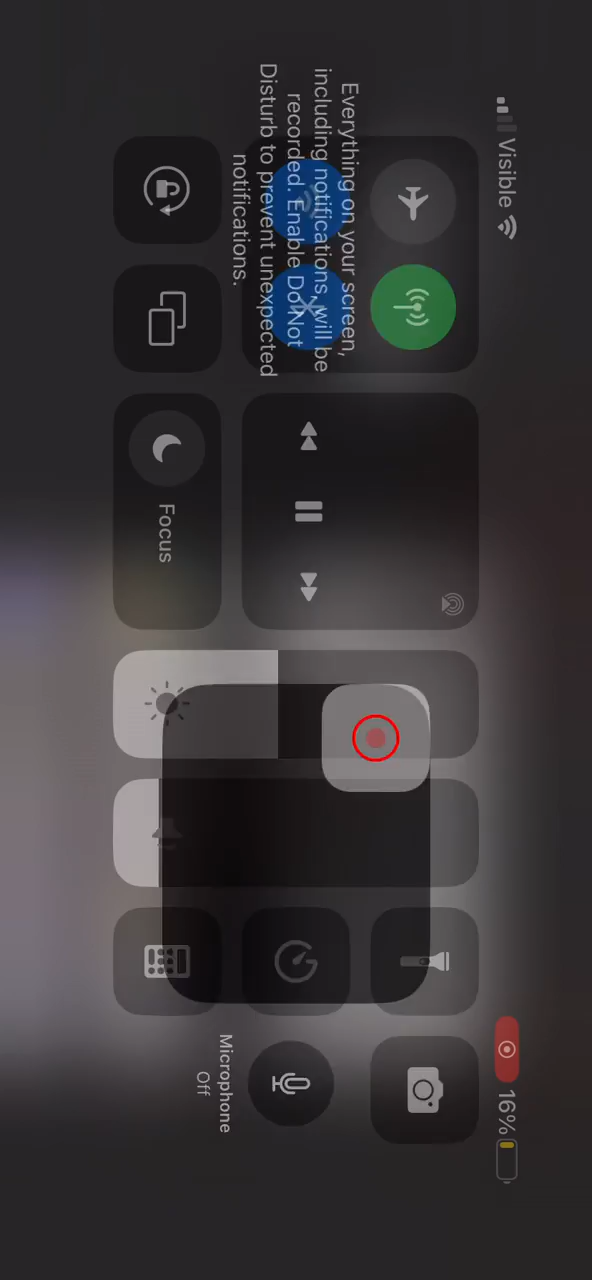 Visible
16%
Everything on your screen,
including notifications, will be
recorded. Enable Do Not
Disturb to prevent unexpected
notifications.
Focus
Microphone
Off